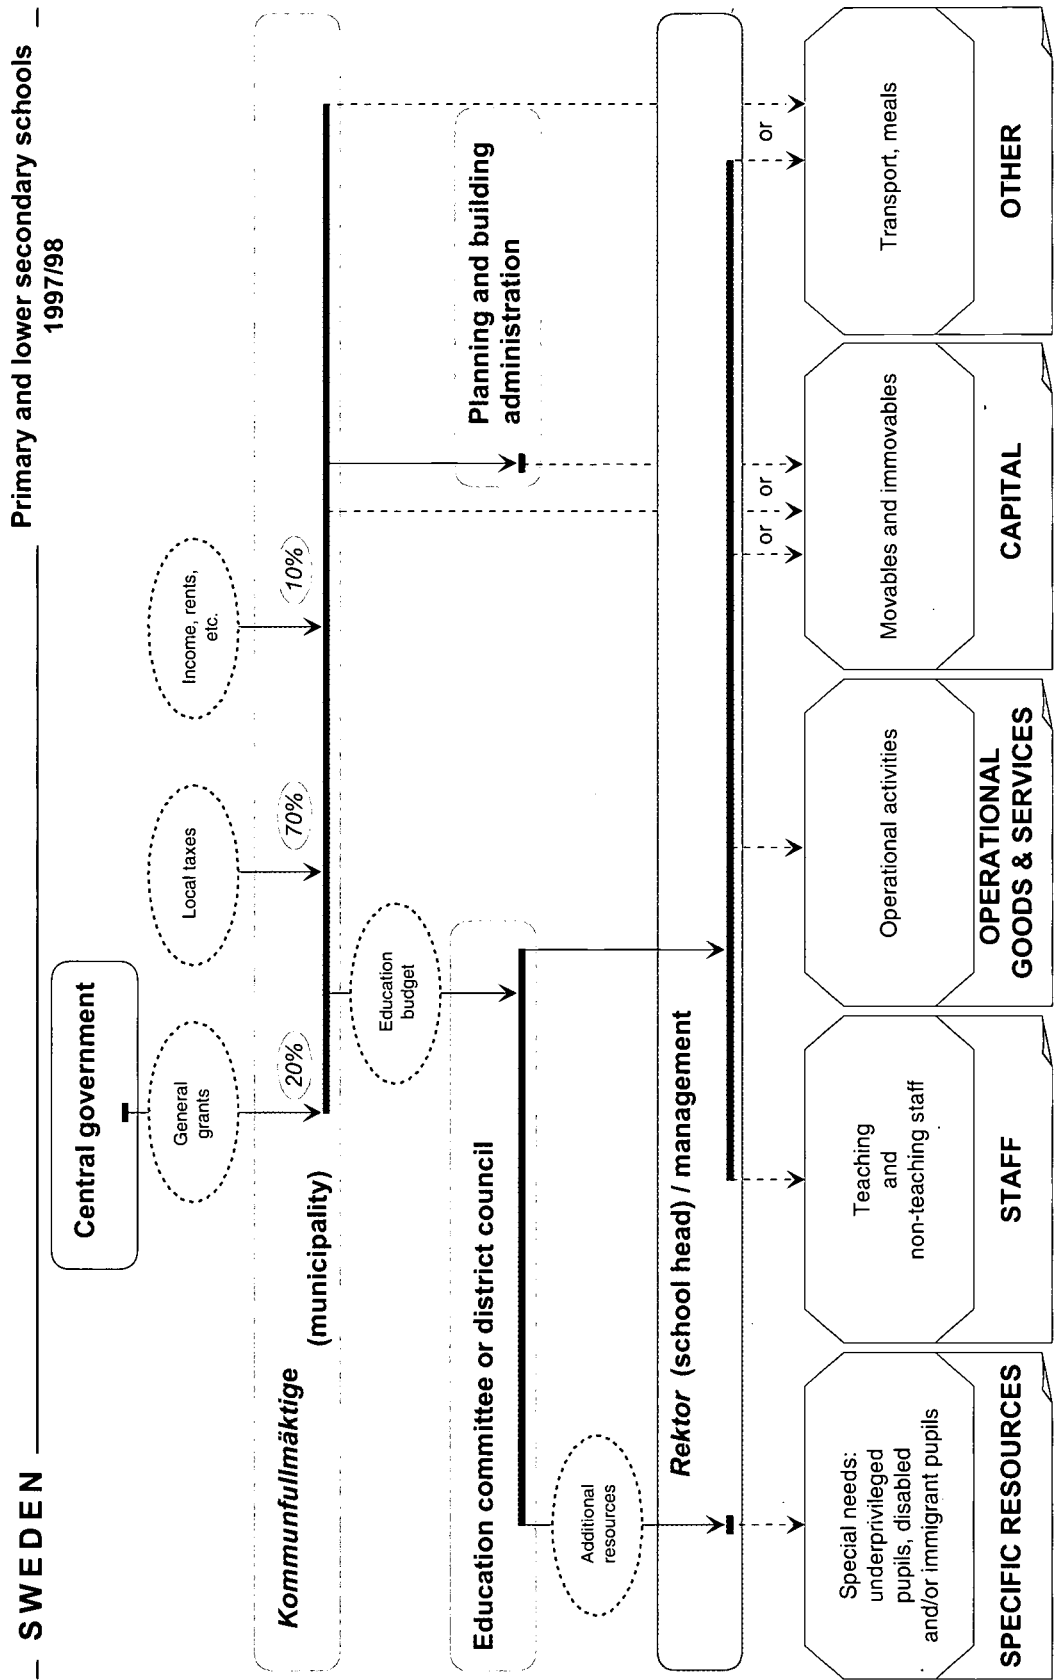 SWEDEN
Primary and lower secondary schools
1997/98
Central government
General
grants
Local taxes
Income, rents,
etc.
20%
70%
10%
Kommunfullmäktige
(municipality)
Education
budget
Education committee or district council
Planning and building
administration
Additional
resources
Rektor (school head) / management
or
or
or
Special needs:
underprivileged
pupils, disabled
and/or immigrant pupils
SPECIFIC RESOURCES
Teaching
and
non-teaching staff
STAFF
Operational activities
OPERATIONAL
GOODS & SERVICES
Movables and immovables
CAPITAL
Transport, meals
OTHER